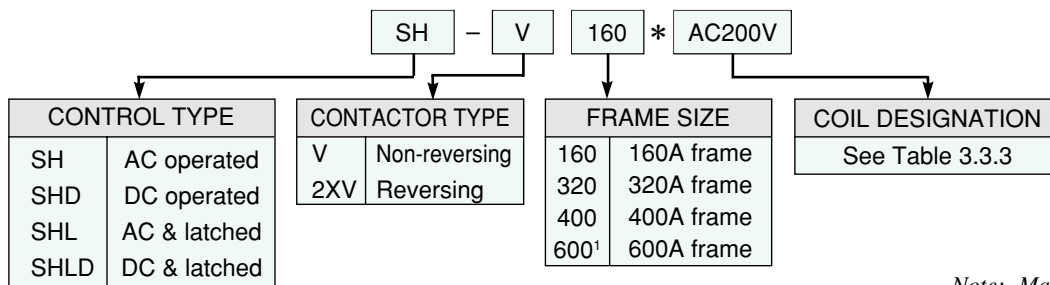 SH – V 160 * AC200V
CONTROL TYPE
SH AC operated
SHD DC operated
SHL AC & latched
SHLD DC & latched
CONTACTOR TYPE
V Non-reversing
2XV Reversing
FRAME SIZE
160 160A frame
320 320A frame
400 400A frame
600¹ 600A frame
COIL DESIGNATION
See Table 3.3.3
Note: